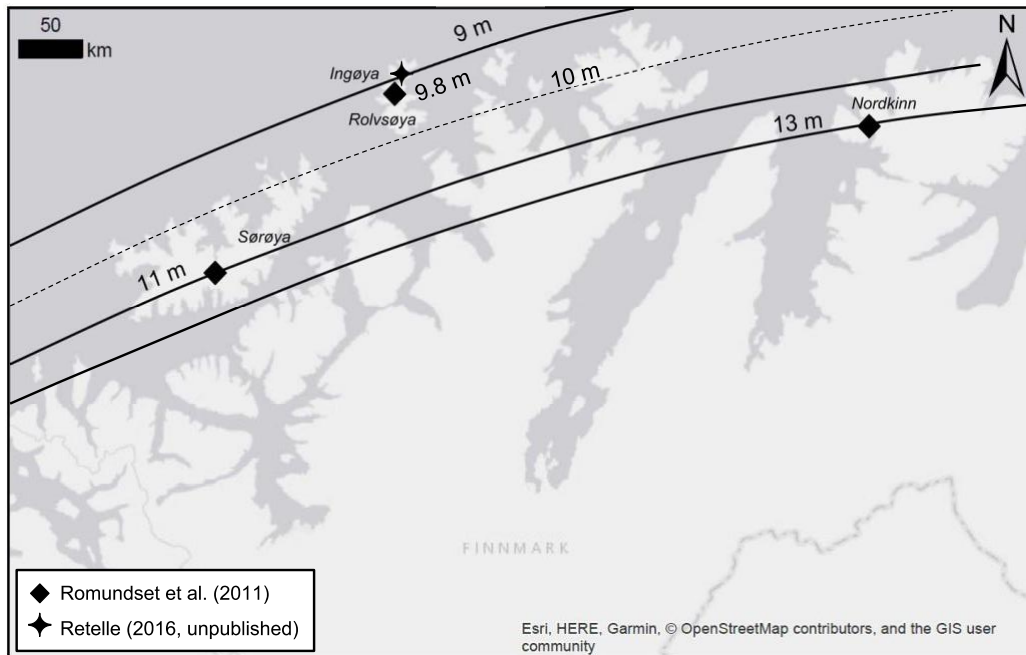 50
km
N
9 m
Ingøya
9.8 m
10 m
Rolvsøya
Nordkinn
13 m
Sørøya
11 m
FINNMARK
Romundset et al. (2011)
Retelle (2016, unpublished)
Esri, HERE, Garmin, © OpenStreetMap contributors, and the GIS user
community